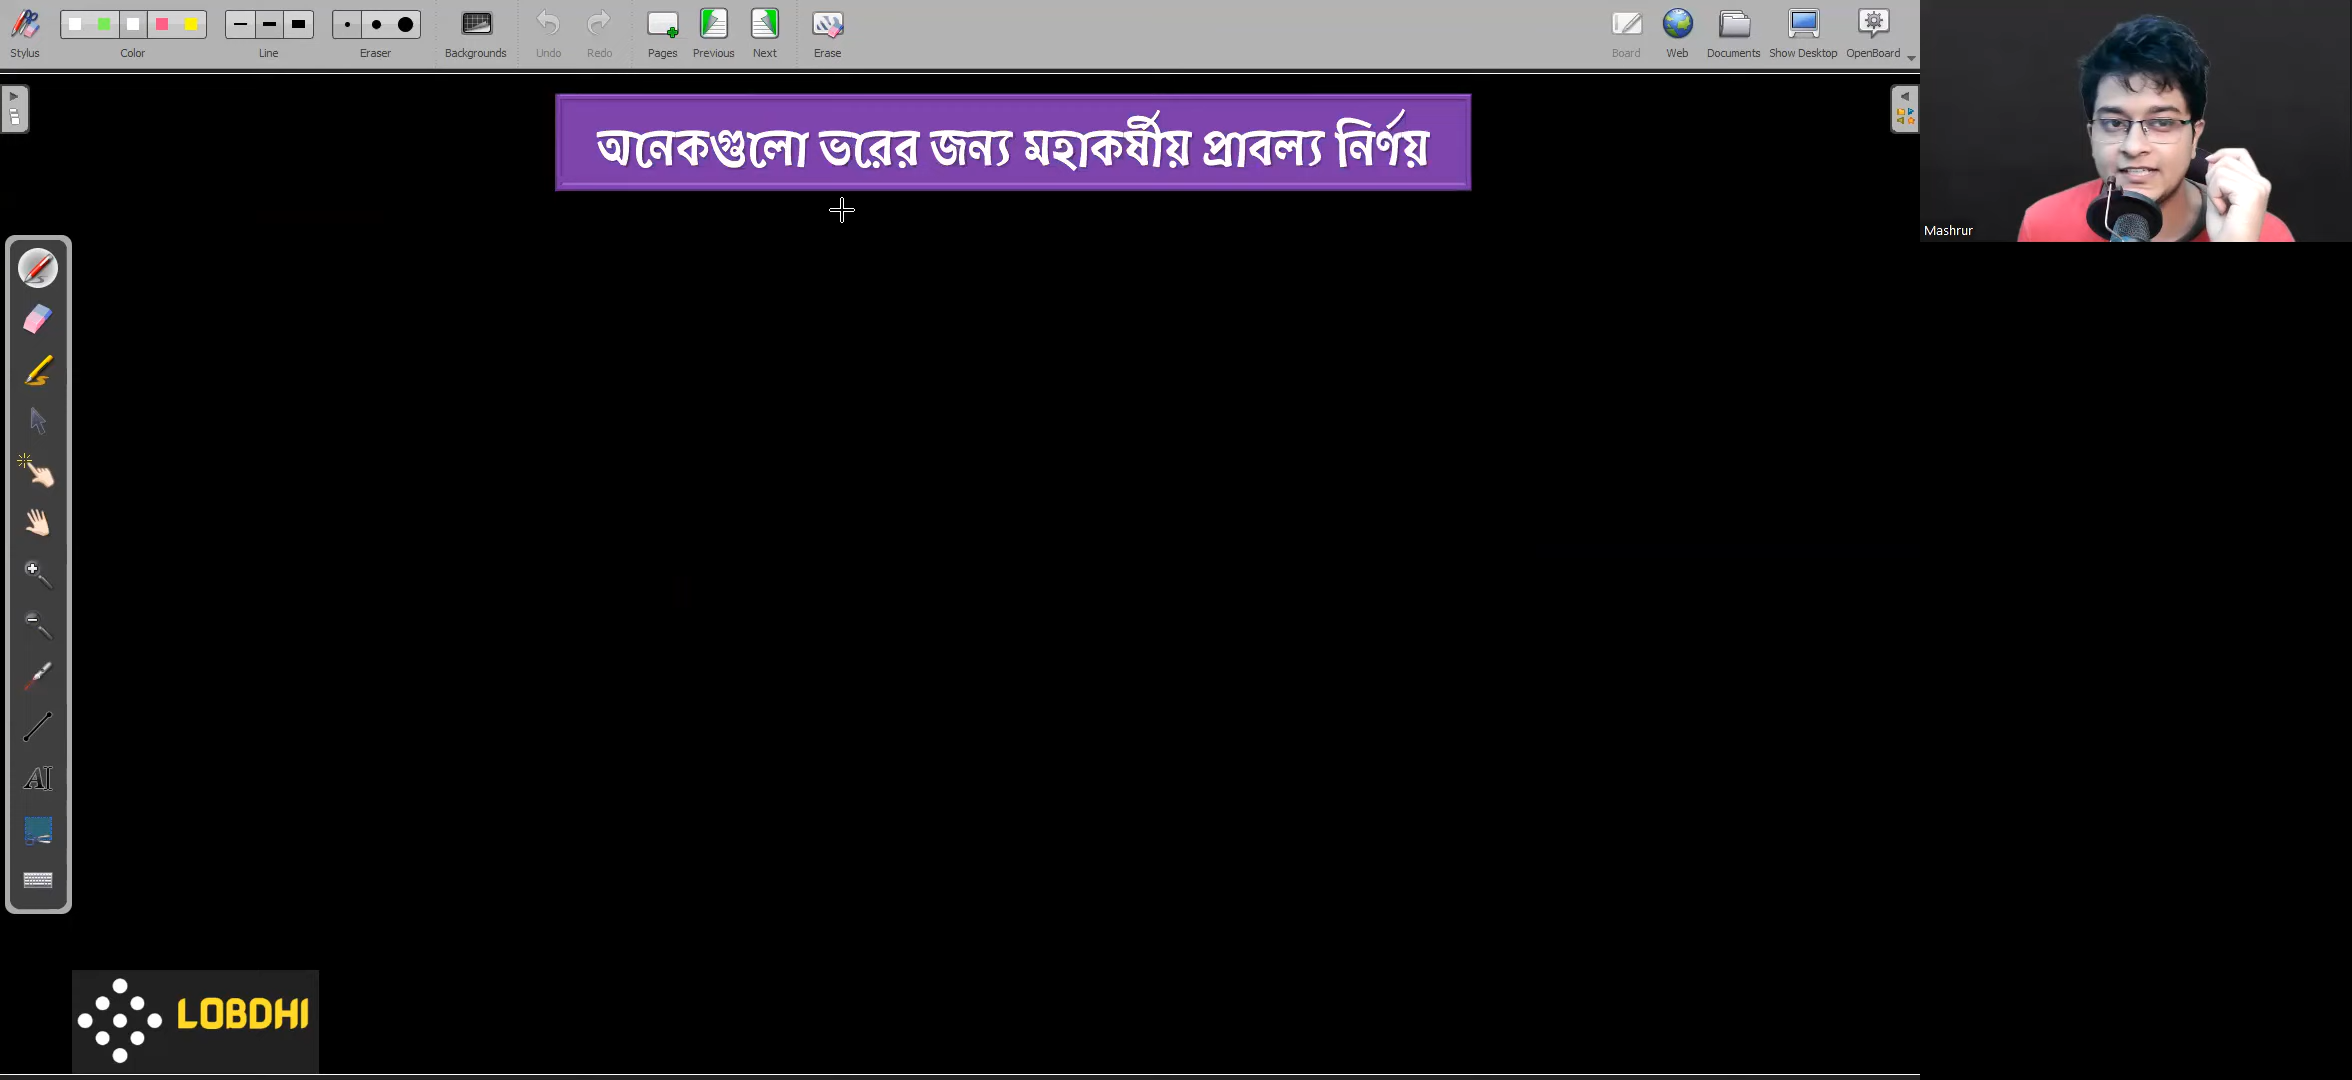 Stylus
Color
Line
Eraser
Backgrounds
Undo
Redo
Pages
Previous
Next
Erase
Board
Web
Documents
Show Desktop
OpenBoard
অনেকগুলো ভরের জন্য মহাকর্ষীয় প্রাবল্য নির্ণয়
Mashrur
AI
LOBDHI